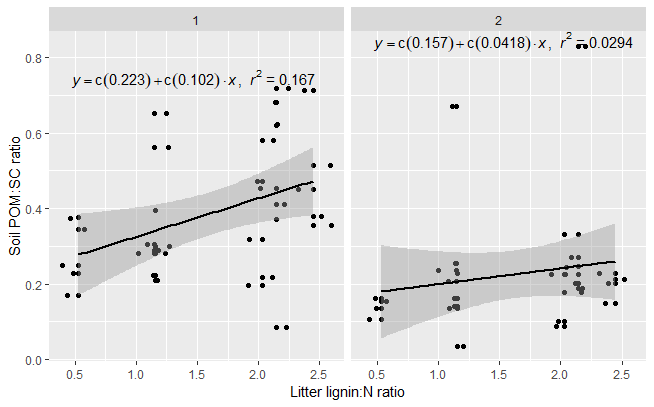 1
2
y = c(0.223) + c(0.102) · x, r² = 0.167
y = c(0.157) + c(0.0418) · x, r² = 0.0294
Soil POM:SC ratio
0.8
0.6
0.4
0.2
0.0
0.5 1.0 1.5 2.0 2.5
0.5 1.0 1.5 2.0 2.5
Litter lignin:N ratio